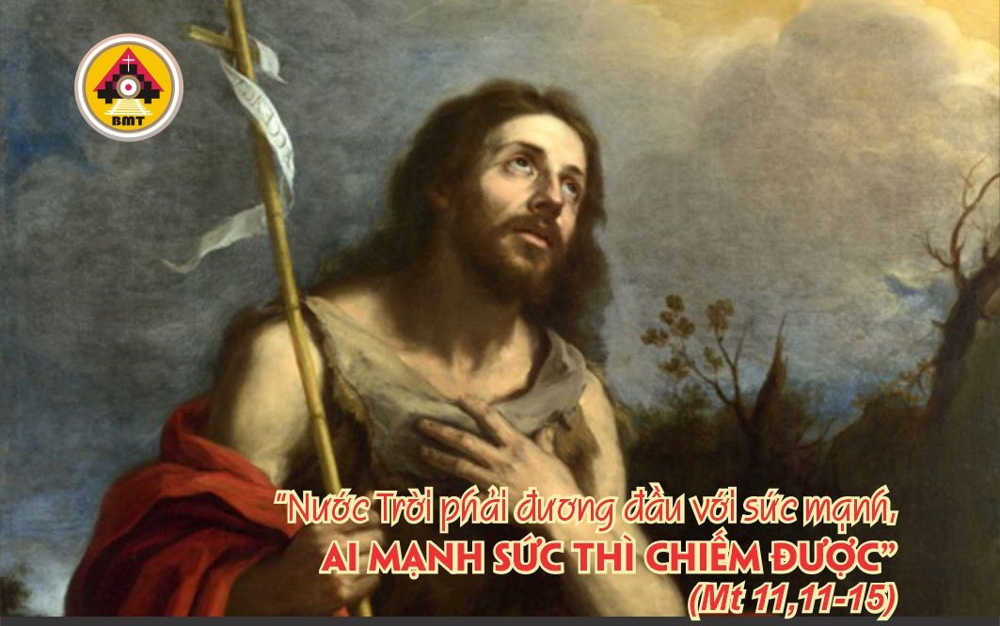 BMT
"Nước Trời phải đương đầu với sức mạnh,
AI MẠNH SỨC THÌ CHIẾM ĐƯỢC”
(Mt 11,11-15)